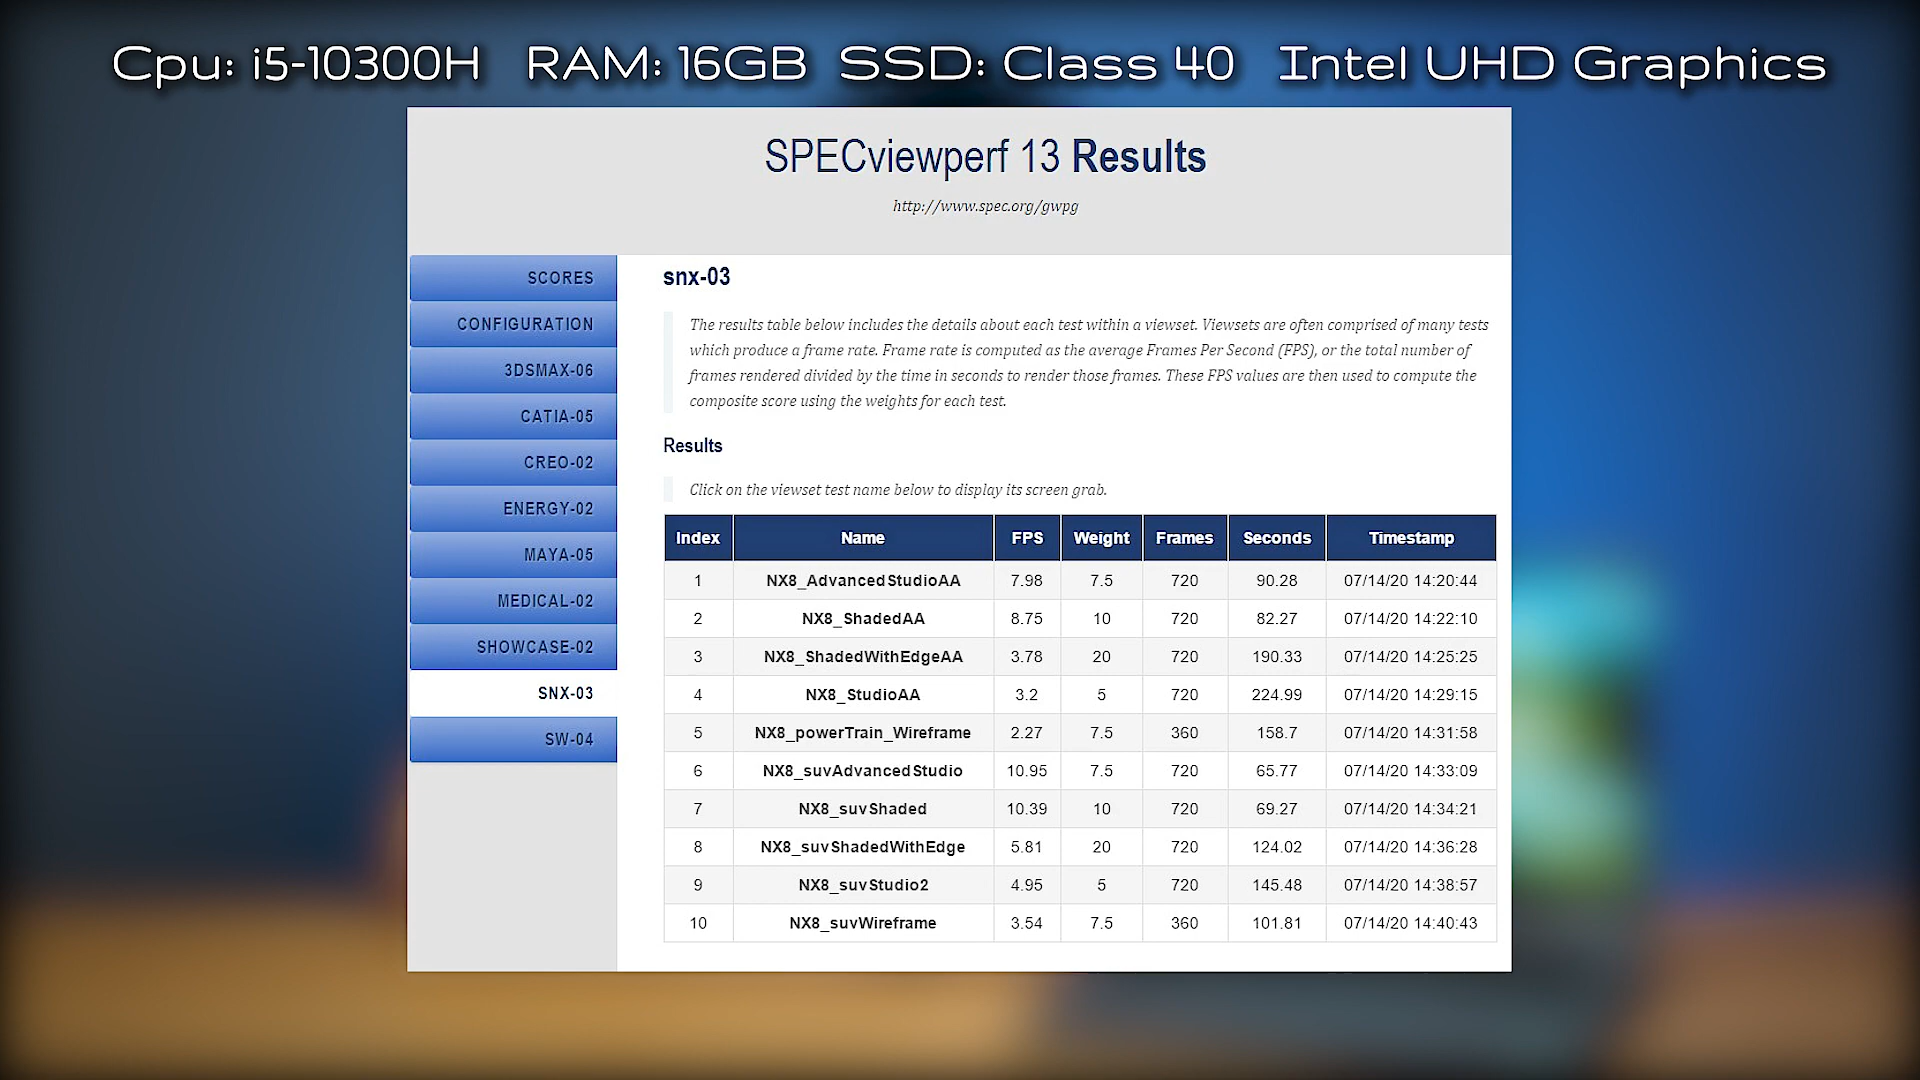 Cpu: i5-10300H RAM: 16GB SSD: Class 40 Intel UHD Graphics
SPECviewperf 13 Results
http://www.spec.org/gwpg
SCORES
CONFIGURATION
3DSMAX-06
CATIA-05
CREO-02
ENERGY-02
MAYA-05
MEDICAL-02
SHOWCASE-02
SNX-03
SW-04
snx-03
The results table below includes the details about each test within a viewset. Viewsets are often comprised of many tests
which produce a frame rate. Frame rate is computed as the average Frames Per Second (FPS), or the total number of
frames rendered divided by the time in seconds to render those frames. These FPS values are then used to compute the
composite score using the weights for each test.
Results
Click on the viewset test name below to display its screen grab.
Index Name FPS Weight Frames Seconds Timestamp
1 NX8_AdvancedStudioAA 7.98 7.5 720 90.28 07/14/20 14:20:44
2 NX8_ShadedAA 8.75 10 720 82.27 07/14/20 14:22:10
3 NX8_ShadedWithEdgeAA 3.78 20 720 190.33 07/14/20 14:25:25
4 NX8_StudioAA 3.2 5 720 224.99 07/14/20 14:29:15
5 NX8_powerTrain_Wireframe 2.27 7.5 360 158.7 07/14/20 14:31:58
6 NX8_suvAdvancedStudio 10.95 7.5 720 65.77 07/14/20 14:33:09
7 NX8_suvShaded 10.39 10 720 69.27 07/14/20 14:34:21
8 NX8_suvShadedWithEdge 5.81 20 720 124.02 07/14/20 14:36:28
9 NX8_suvStudio2 4.95 5 720 145.48 07/14/20 14:38:57
10 NX8_suvWireframe 3.54 7.5 360 101.81 07/14/20 14:40:43